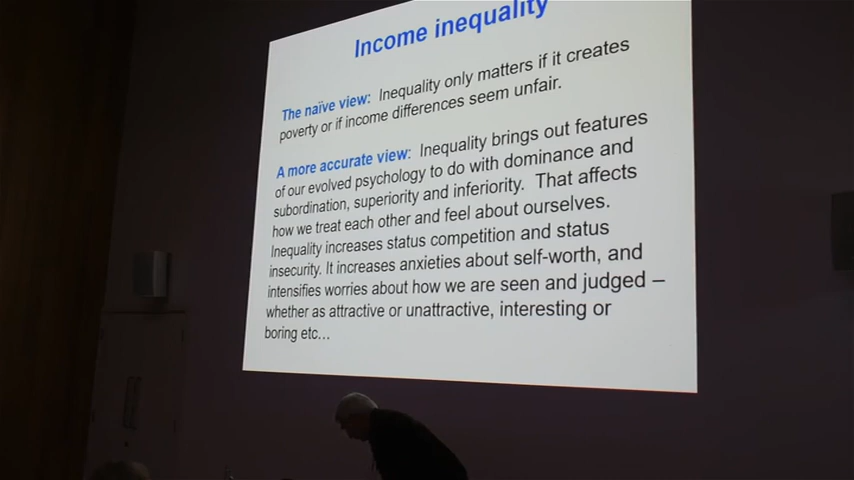 Income inequality
The naïve view: Inequality only matters if it creates
poverty or if income differences seem unfair.
A more accurate view: Inequality brings out features
of our evolved psychology to do with dominance and
subordination, superiority and inferiority. That affects
how we treat each other and feel about ourselves.
Inequality increases status competition and status
insecurity. It increases anxieties about self-worth, and
intensifies worries about how we are seen and judged –
whether as attractive or unattractive, interesting or
boring etc...